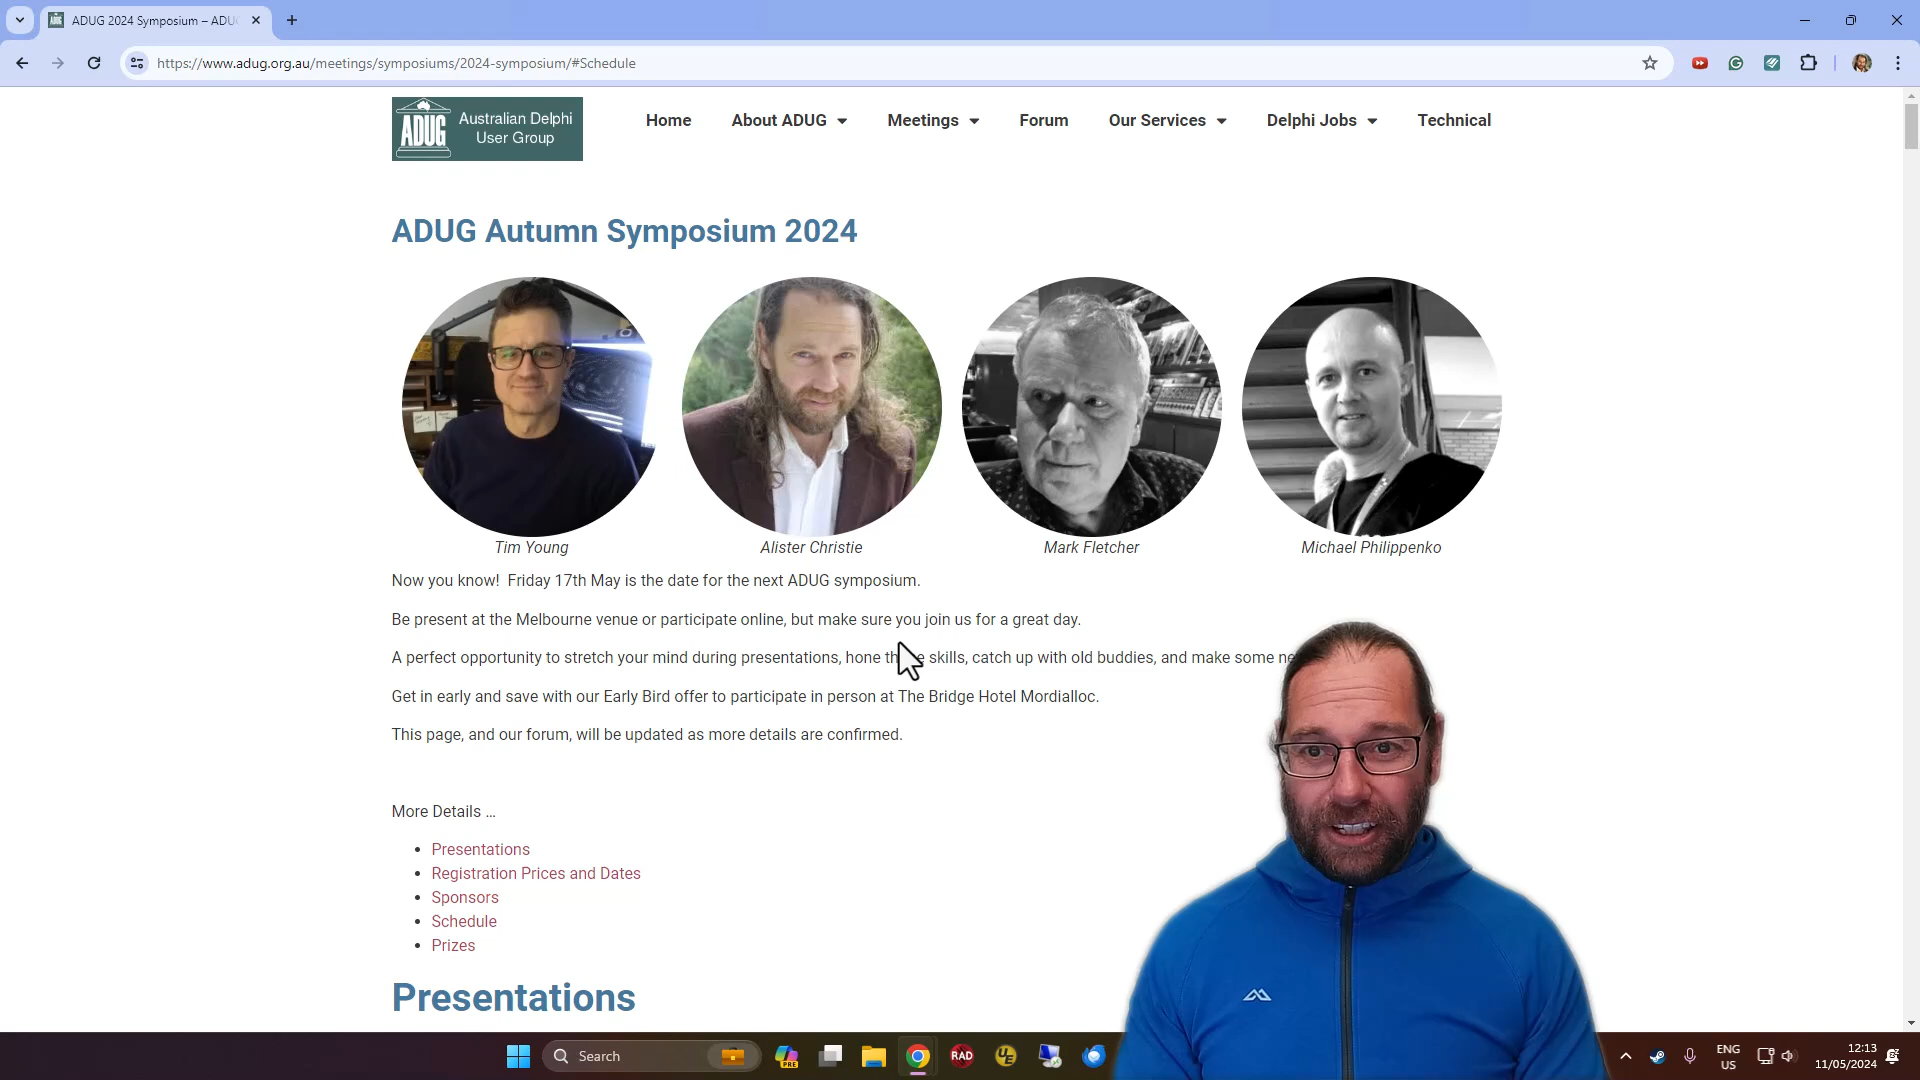 ADUG 2024 Symposium – ADU
https://www.adug.org.au/meetings/symposiums/2024-symposium/#Schedule
ADUG
Australian Delphi
User Group
Home
About ADUG
Meetings
Forum
Our Services
Delphi Jobs
Technical
ADUG Autumn Symposium 2024
Tim Young
Alister Christie
Mark Fletcher
Michael Philippenko
Now you know!  Friday 17th May is the date for the next ADUG symposium.
Be present at the Melbourne venue or participate online, but make sure you join us for a great day.
A perfect opportunity to stretch your mind during presentations, hone skills, catch up with old buddies, and make some
Get in early and save with our Early Bird offer to participate in person at The Bridge Hotel Mordialloc.
This page, and our forum, will be updated as more details are confirmed.
More Details ...
Presentations
Registration Prices and Dates
Sponsors
Schedule
Prizes
Presentations
Search
PRE
RAD
UE
ENG
US
12:13
11/05/2024